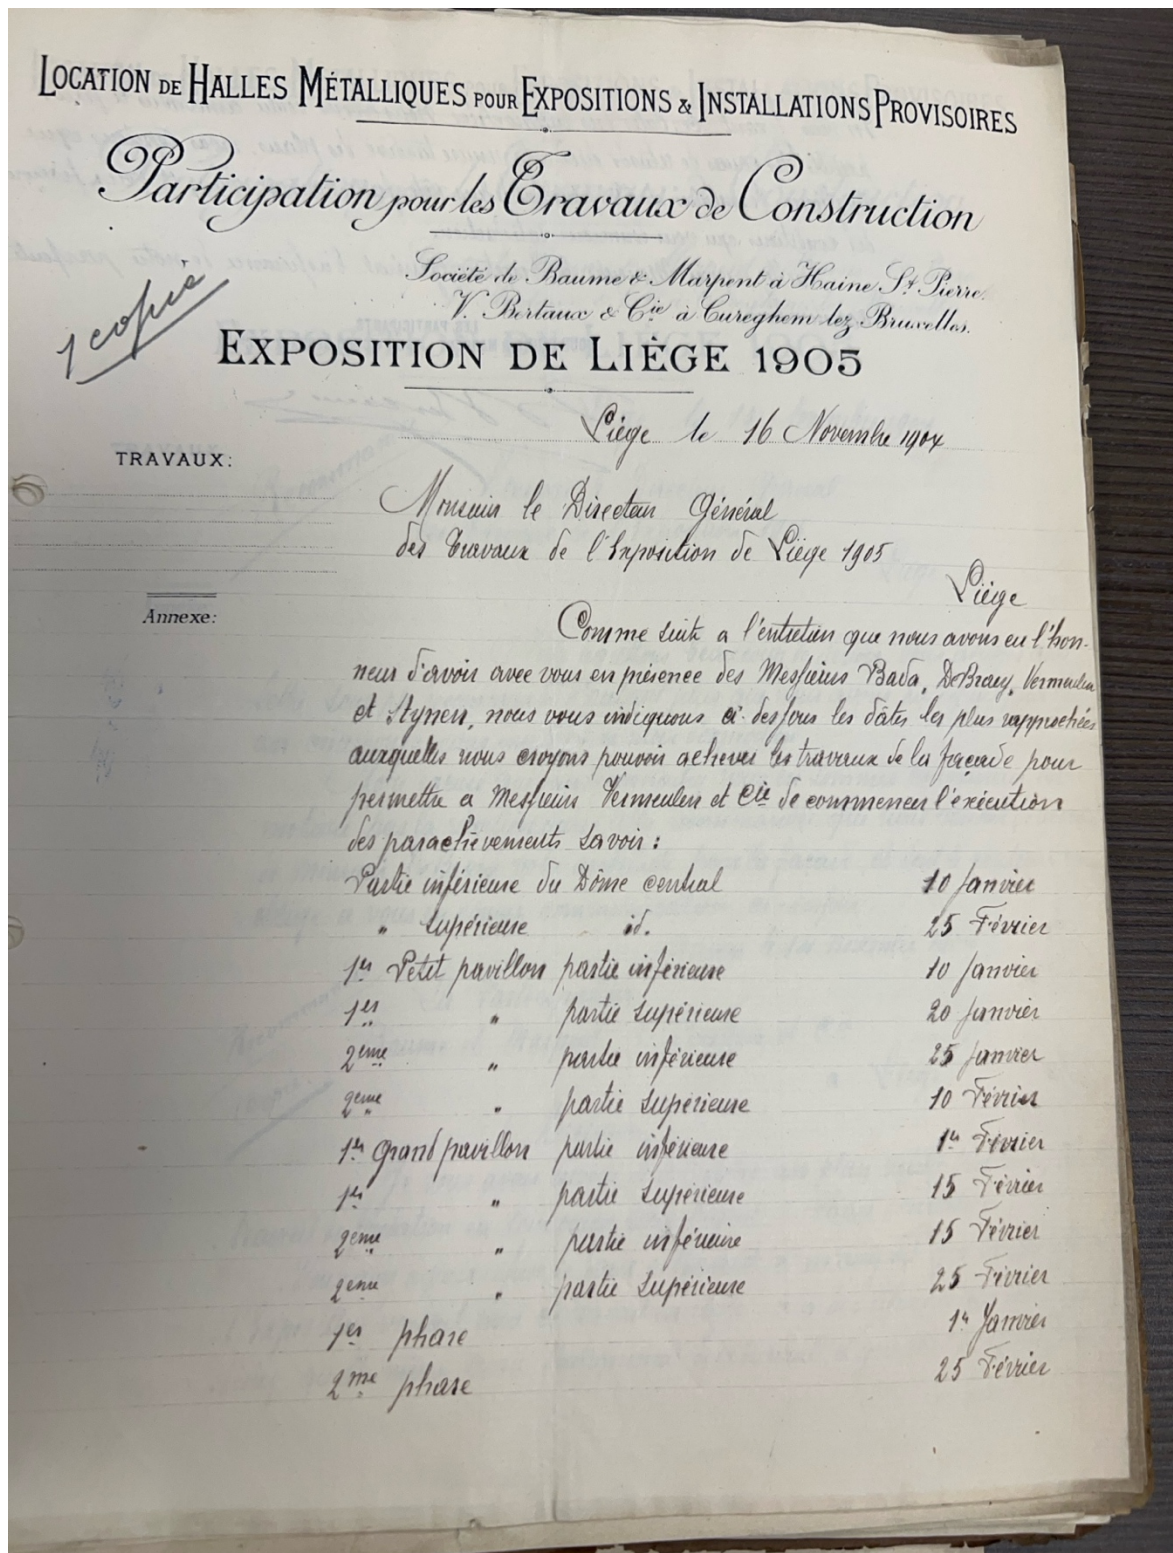 LOCATION DE HALLES MÉTALLIQUES POUR EXPOSITIONS & INSTALLATIONS PROVISOIRES
Participation pour les Travaux de Construction
Société de Baume & Marpent à Haine St Pierre.
V. Bertaux & Cie à Cureghem lez Bruxelles.
1 copie
EXPOSITION DE LIÈGE 1905
Liège le 16 Novembre 1904
TRAVAUX:
Monsieur le Directeur Général
des Travaux de l'Exposition de Liège 1905
Liège
Annexe:
Comme suite a l'entretien que nous avons eu l'hon-
neur d'avoir avec vous en présence des Messieurs Bada, DeBraey, Vermeulen
et Stynen, nous vous indiquons ci-dessous les dâtes les plus rapprochées
auxquelles nous croyons pouvoir achever les travaux de la façade pour
permettre a Messieurs Vermeulen et Cie de commencer l'exécution
des parachèvements savoir :
Partie inférieure du Dôme central 10 Janvier
" supérieure id. 25 Février
1er Petit pavillon partie inférieure 10 Janvier
1er " partie supérieure 20 Janvier
2eme " partie inférieure 25 Janvier
2eme " partie supérieure 10 Février
1er Grand pavillon partie inférieure 1er Février
1er " partie supérieure 15 Février
2eme " partie inférieure 15 Février
2eme " partie supérieure 25 Février
1er phase 1er Janvier
2me phase 25 Février